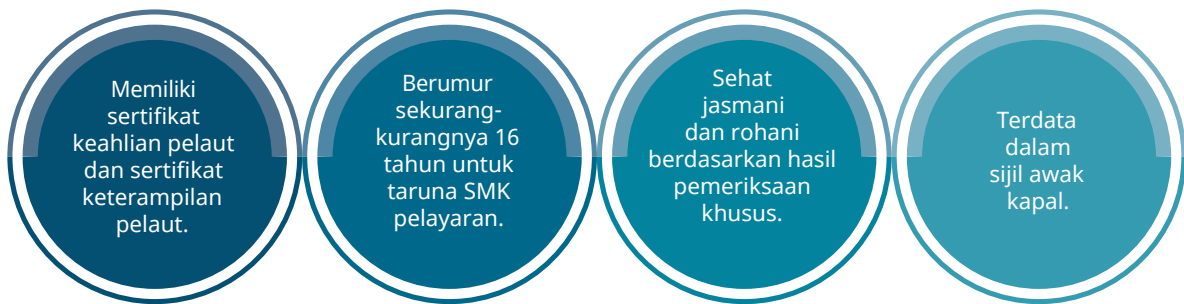 Memiliki
sertifikat
keahlian pelaut
dan sertifikat
keterampilan
pelaut.
Berumur
sekurang-
kurangnya 16
tahun untuk
taruna SMK
pelayaran.
Sehat
jasmani
dan rohani
berdasarkan hasil
pemeriksaan
khusus.
Terdata
dalam
sijil awak
kapal.